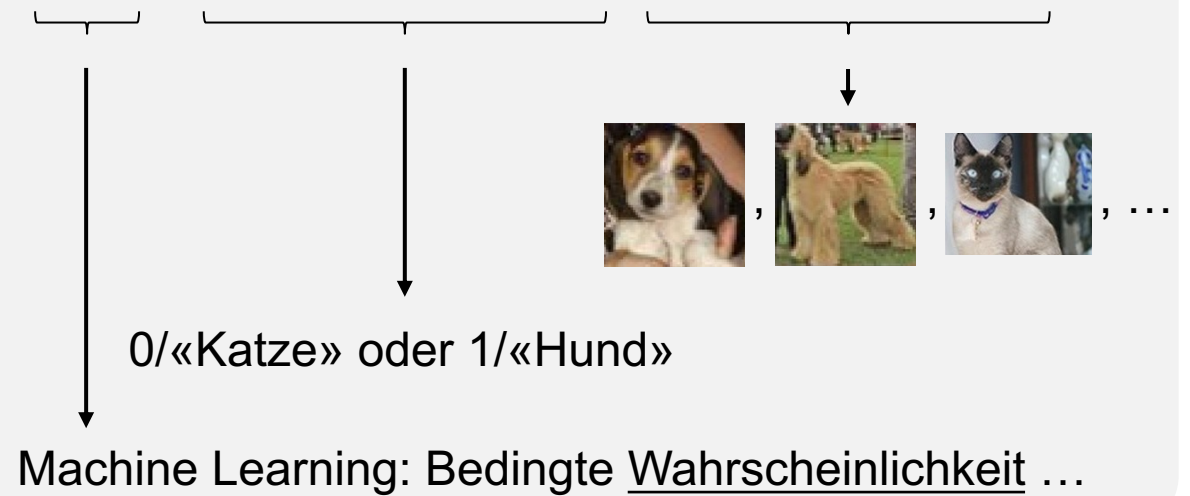 , , , …
0/«Katze» oder 1/«Hund»
Machine Learning: Bedingte Wahrscheinlichkeit …